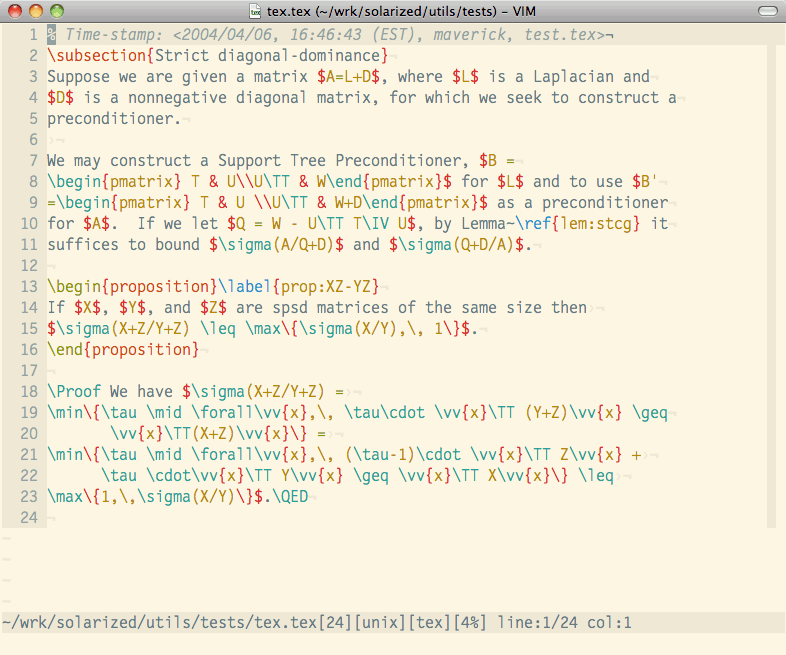 tex.tex (~/wrk/solarized/utils/tests) - VIM
1 % Time-stamp: <2004/04/06, 16:46:43 (EST), maverick, test.tex>¬
2 \subsection{Strict diagonal-dominance}¬
3 Suppose we are given a matrix $A=L+D$, where $L$ is a Laplacian and¬
4 $D$ is a nonnegative diagonal matrix, for which we seek to construct a¬
5 preconditioner.¬
6 ›¬
7 We may construct a Support Tree Preconditioner, $B =¬
8 \begin{pmatrix} T & U\\U\TT & W\end{pmatrix}$ for $L$ and to use $B'¬
9 =\begin{pmatrix} T & U \\U\TT & W+D\end{pmatrix}$ as a preconditioner
10 for $A$.  If we let $Q = W - U\TT T\IV U$, by Lemma~\ref{lem:stcg} it¬
11 suffices to bound $\sigma(A/Q+D)$ and $\sigma(Q+D/A)$.¬
12 ¬
13 \begin{proposition}\label{prop:XZ-YZ}¬
14 If $X$, $Y$, and $Z$ are spsd matrices of the same size then›¬
15 $\sigma(X+Z/Y+Z) \leq \max\{\sigma(X/Y),\, 1\}$.¬
16 \end{proposition}¬
17 ¬
18 \Proof We have $\sigma(X+Z/Y+Z) =›¬
19 \min\{\tau \mid \forall\vv{x},\, \tau\cdot \vv{x}\TT (Y+Z)\vv{x} \geq¬
20       \vv{x}\TT(X+Z)\vv{x}\} =›¬
21 \min\{\tau \mid \forall\vv{x},\, (\tau-1)\cdot \vv{x}\TT Z\vv{x} +›¬
22      \tau \cdot\vv{x}\TT Y\vv{x} \geq \vv{x}\TT X\vv{x}\} \leq›¬
23 \max\{1,\,\sigma(X/Y)\}$.\QED¬
24 ¬
~
~
~
~
~/wrk/solarized/utils/tests/tex.tex[24][unix][tex][4%] line:1/24 col:1